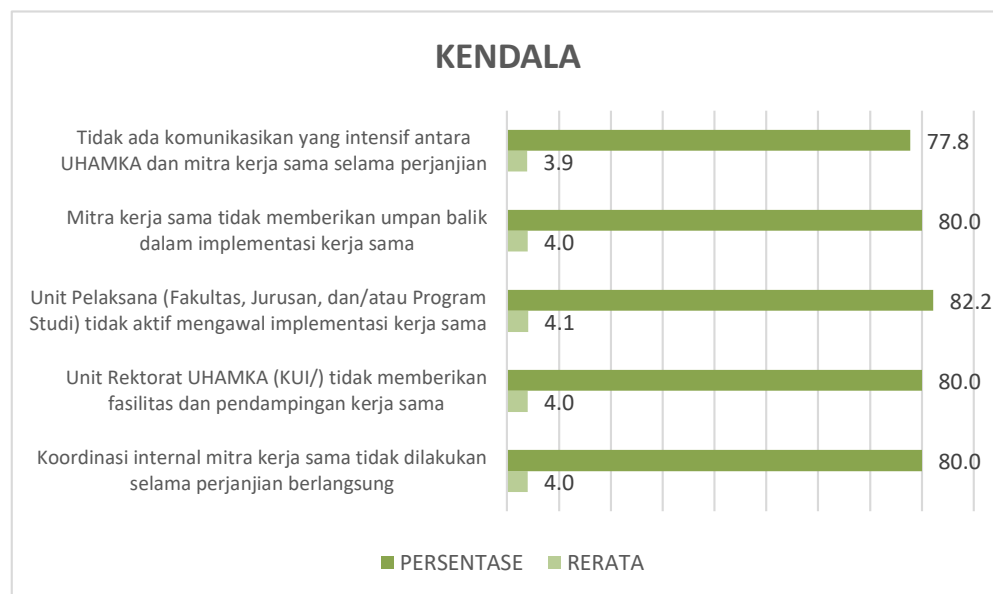 KENDALA
Tidak ada komunikasikan yang intensif antara
UHAMKA dan mitra kerja sama selama perjanjian
77.8
3.9
Mitra kerja sama tidak memberikan umpan balik
dalam implementasi kerja sama
80.0
4.0
Unit Pelaksana (Fakultas, Jurusan, dan/atau Program
Studi) tidak aktif mengawal implementasi kerja sama
82.2
4.1
Unit Rektorat UHAMKA (KUI/) tidak memberikan
fasilitas dan pendampingan kerja sama
80.0
4.0
Koordinasi internal mitra kerja sama tidak dilakukan
selama perjanjian berlangsung
80.0
4.0
PERSENTASE RERATA